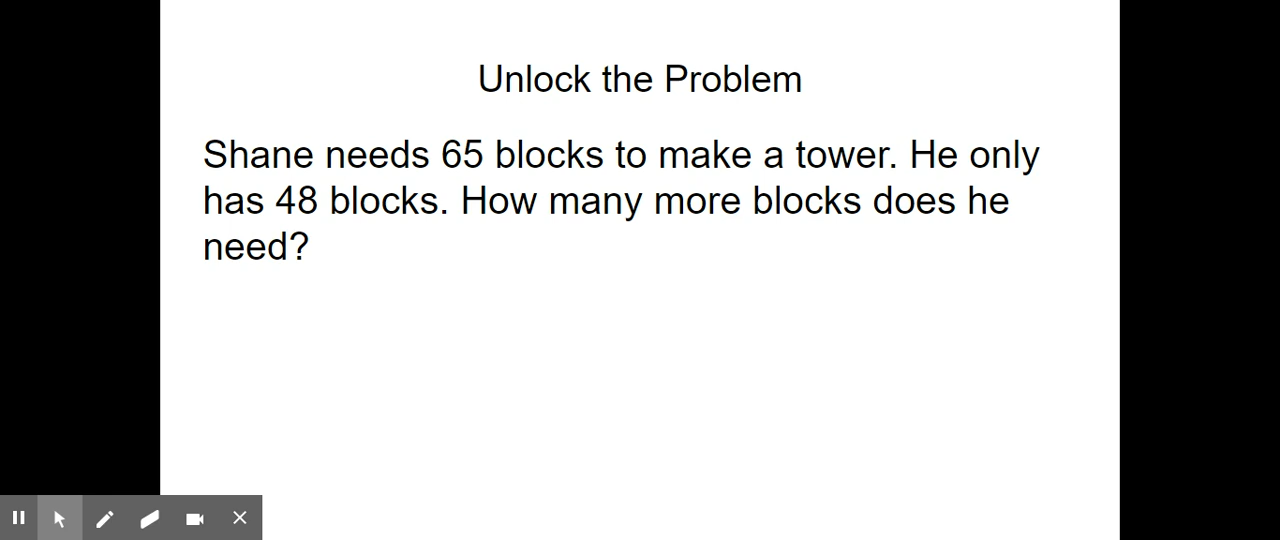 Unlock the Problem
Shane needs 65 blocks to make a tower. He only
has 48 blocks. How many more blocks does he
need?